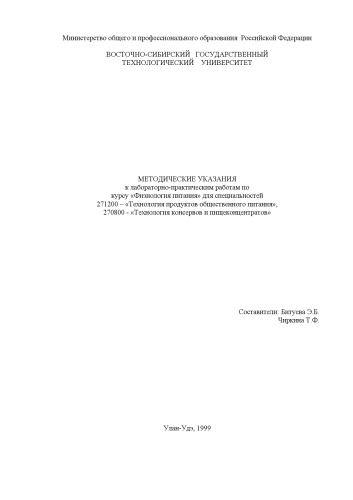 Министерство общего и профессионального образования Российской Федерации
ВОСТОЧНО-СИБИРСКИЙ ГОСУДАРСТВЕННЫЙ
ТЕХНОЛОГИЧЕСКИЙ УНИВЕРСИТЕТ
МЕТОДИЧЕСКИЕ УКАЗАНИЯ
к лабораторно-практическим работам по
курсу «Физиология питания» для специальностей
271200 – «Технология продуктов общественного питания»,
270800 - «Технология консервов и пищеконцентратов»
Составители: Битуева Э.Б.
Чиркина Т.Ф.
Улан-Удэ, 1999